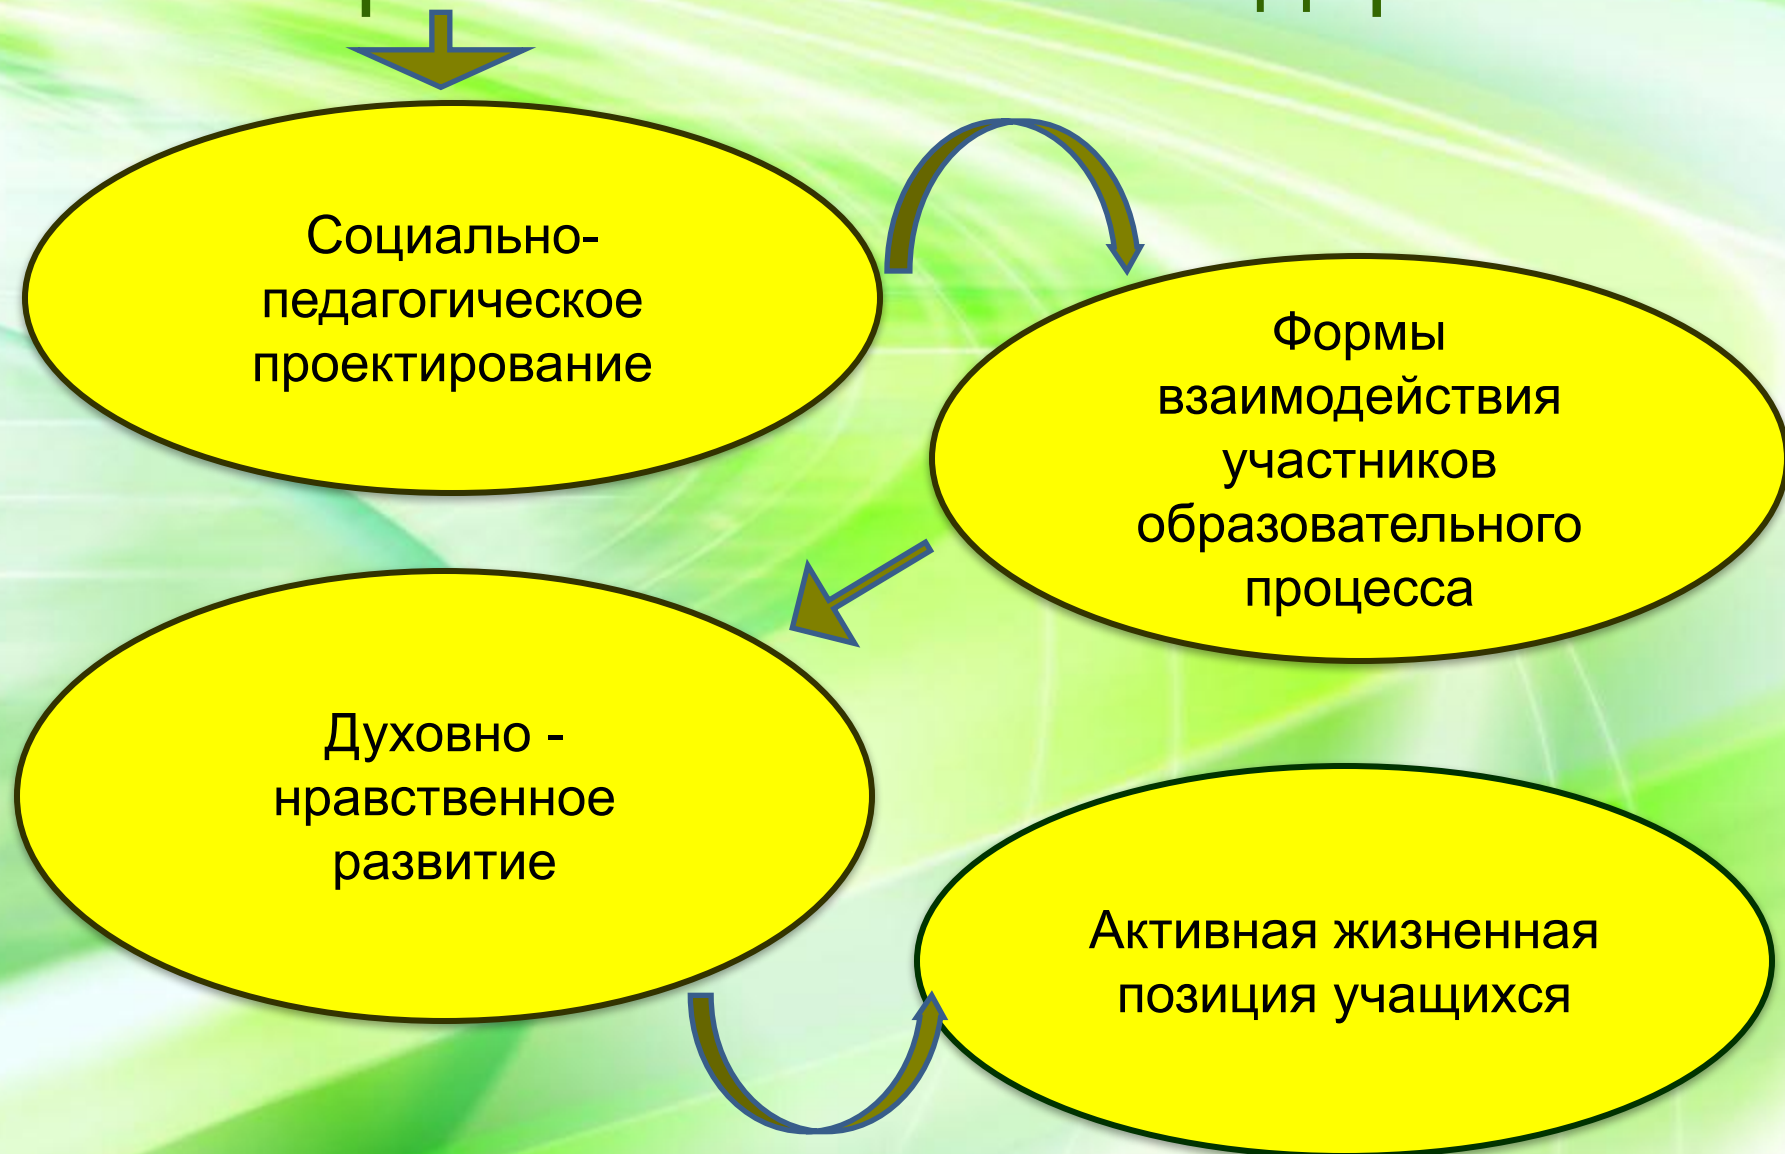 Социально-
педагогическое
проектирование
Формы
взаимодействия
участников
образовательного
процесса
Духовно -
нравственное
развитие
Активная жизненная
позиция учащихся